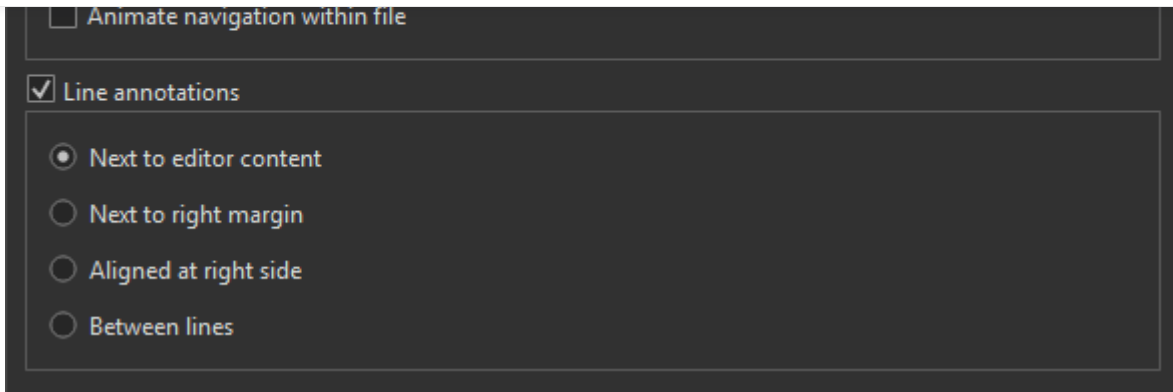 Animate navigation within file
Line annotations
Next to editor content
Next to right margin
Aligned at right side
Between lines